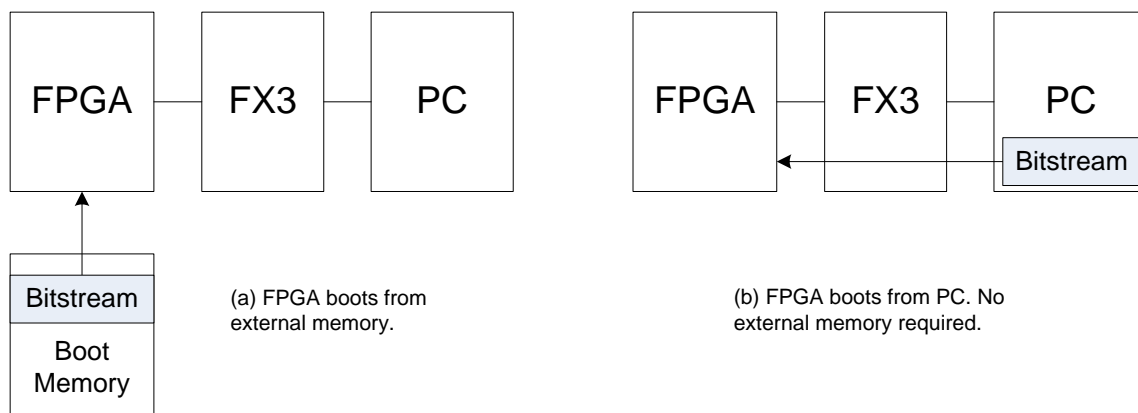 FPGA
FX3
PC
Bitstream
Boot
Memory
(a) FPGA boots from
external memory.
FPGA
FX3
PC
Bitstream
(b) FPGA boots from PC. No
external memory required.